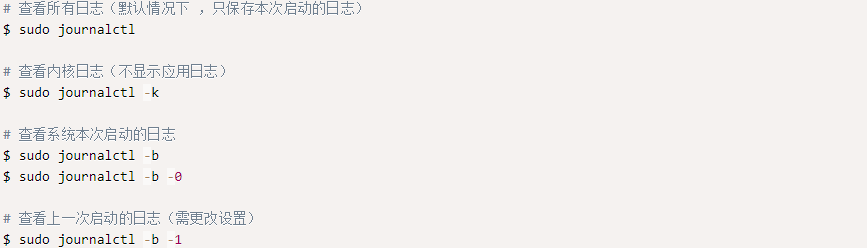 # 查看所有日志（默认情况下 ，只保存本次启动的日志）
$ sudo journalctl
# 查看内核日志（不显示应用日志）
$ sudo journalctl -k
# 查看系统本次启动的日志
$ sudo journalctl -b
$ sudo journalctl -b -0
# 查看上一次启动的日志（需更改设置）
$ sudo journalctl -b -1